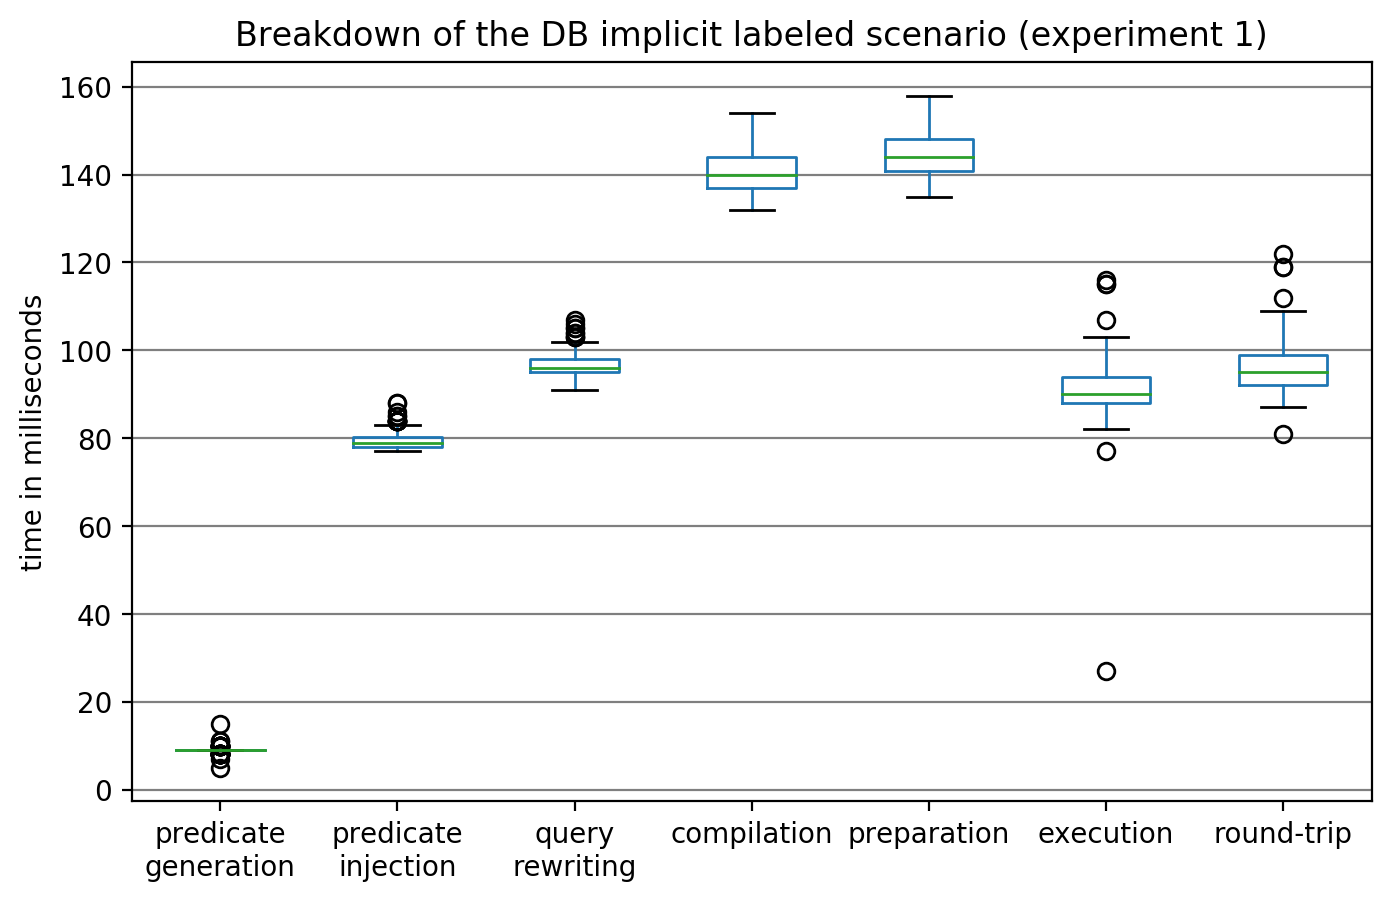 Breakdown of the DB implicit labeled scenario (experiment 1)
time in milliseconds
160
140
120
100
80
60
40
20
0
predicate
generation
predicate
injection
query
rewriting
compilation
preparation
execution
round-trip